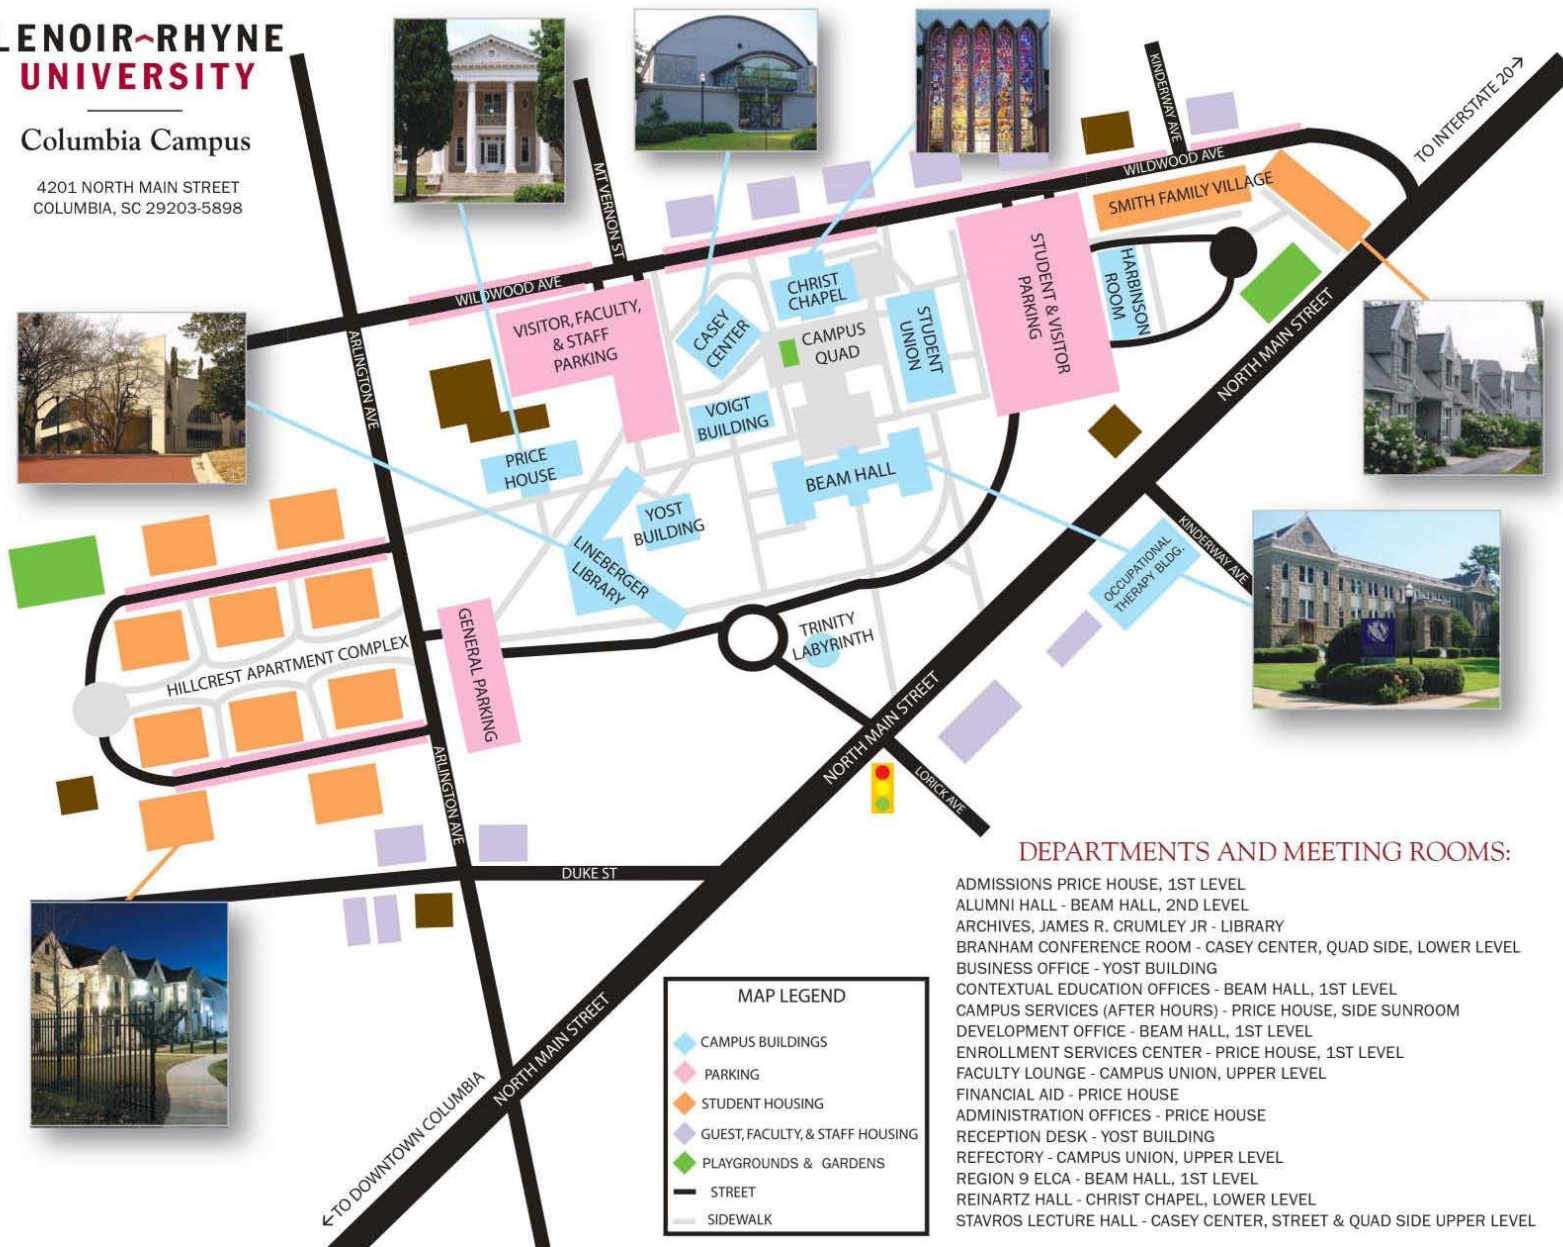 LENOIR-RHYNE
UNIVERSITY
Columbia Campus
4201 NORTH MAIN STREET
COLUMBIA, SC 29203-5898
KINDERWAY AVE
TO INTERSTATE 20→
WILDWOOD AVE
MT VERNON ST
SMITH FAMILY VILLAGE
WILDWOOD AVE
VISITOR, FACULTY,
& STAFF
PARKING
CASEY
CENTER
CHRIST
CHAPEL
CAMPUS
QUAD
STUDENT
UNION
STUDENT & VISITOR
PARKING
HARBINSON
ROOM
NORTH MAIN STREET
ARLINGTON AVE
VOIGT
BUILDING
PRICE
HOUSE
BEAM HALL
YOST
BUILDING
LINEBERGER
LIBRARY
OCCUPATIONAL
THERAPY BLDG.
KINDERWAY AVE
HILLCREST APARTMENT COMPLEX
GENERAL PARKING
TRINITY
LABYRINTH
NORTH MAIN STREET
LORICK AVE
ARLINGTON AVE
DUKE ST
NORTH MAIN STREET
←TO DOWNTOWN COLUMBIA
MAP LEGEND
CAMPUS BUILDINGS
PARKING
STUDENT HOUSING
GUEST, FACULTY, & STAFF HOUSING
PLAYGROUNDS & GARDENS
STREET
SIDEWALK
DEPARTMENTS AND MEETING ROOMS:
ADMISSIONS PRICE HOUSE, 1ST LEVEL
ALUMNI HALL - BEAM HALL, 2ND LEVEL
ARCHIVES, JAMES R. CRUMLEY JR - LIBRARY
BRANHAM CONFERENCE ROOM - CASEY CENTER, QUAD SIDE, LOWER LEVEL
BUSINESS OFFICE - YOST BUILDING
CONTEXTUAL EDUCATION OFFICES - BEAM HALL, 1ST LEVEL
CAMPUS SERVICES (AFTER HOURS) - PRICE HOUSE, SIDE SUNROOM
DEVELOPMENT OFFICE - BEAM HALL, 1ST LEVEL
ENROLLMENT SERVICES CENTER - PRICE HOUSE, 1ST LEVEL
FACULTY LOUNGE - CAMPUS UNION, UPPER LEVEL
FINANCIAL AID - PRICE HOUSE
ADMINISTRATION OFFICES - PRICE HOUSE
RECEPTION DESK - YOST BUILDING
REFECTORY - CAMPUS UNION, UPPER LEVEL
REGION 9 ELCA - BEAM HALL, 1ST LEVEL
REINARTZ HALL - CHRIST CHAPEL, LOWER LEVEL
STAVROS LECTURE HALL - CASEY CENTER, STREET & QUAD SIDE UPPER LEVEL